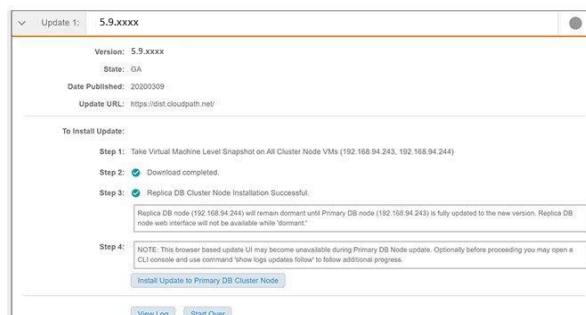 Update 1: 5.9.xxxx
Version: 5.9.xxxx
State: GA
Date Published: 20200309
Update URL: https://dist.cloudpath.net/
To Install Update:
Step 1: Take Virtual Machine Level Snapshot on All Cluster Node VMs (192.168.94.243, 192.168.94.244)
Step 2: Download completed.
Step 3: Replica DB Cluster Node Installation Successful.
Replica DB node (192.168.94.244) will remain dormant until Primary DB node (192.168.94.243) is fully updated to the new version. Replica DB
node web interface will not be available while 'dormant."
Step 4: NOTE: This browser based update UI may become unavailable during Primary DB Node update. Optionally before proceeding you may open a
CLI console and use command 'show logs updates follow' to follow additional progress.
Install Update to Primary DB Cluster Node
View Log Start Over